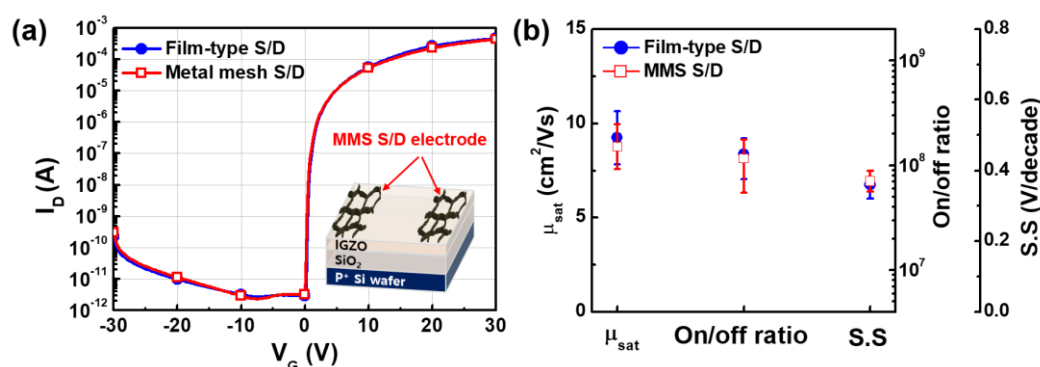 (a)
Film-type S/D
Metal mesh S/D
MMS S/D electrode
IGZO
SiO₂
P⁺ Si wafer
I_D (A)
10⁻³
10⁻⁴
10⁻⁵
10⁻⁶
10⁻⁷
10⁻⁸
10⁻⁹
10⁻¹⁰
10⁻¹¹
10⁻¹²
-30 -20 -10 0 10 20 30
V_G (V)
(b)
Film-type S/D
MMS S/D
μ_sat (cm²/Vs)
15
10
5
0
μ_sat On/off ratio S.S
On/off ratio
10⁹
10⁸
10⁷
S.S (V/decade)
0.8
0.6
0.4
0.2
0.0